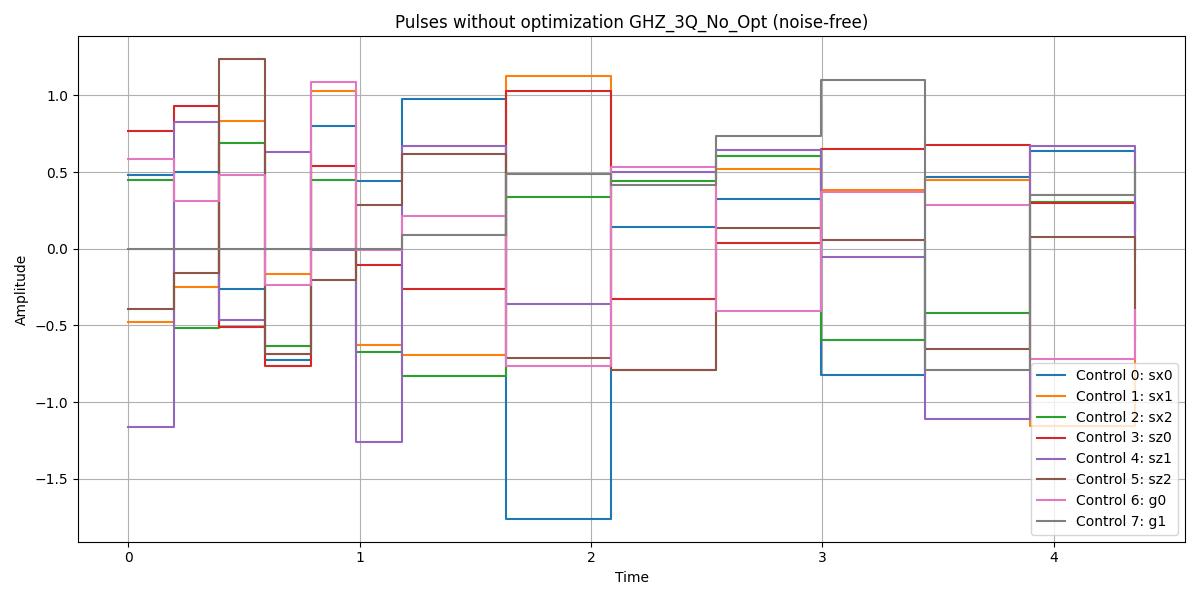 Pulses without optimization GHZ_3Q_No_Opt (noise-free)
Amplitude
1.0
0.5
0.0
−0.5
−1.0
−1.5
0 1 2 3 4
Time
Control 0: sx0
Control 1: sx1
Control 2: sx2
Control 3: sz0
Control 4: sz1
Control 5: sz2
Control 6: g0
Control 7: g1